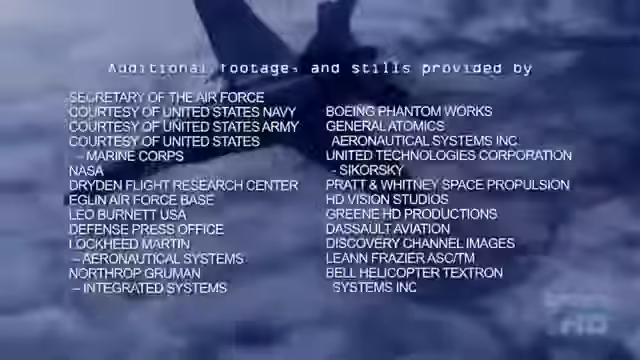 Additional footage, and stills provided by
SECRETARY OF THE AIR FORCE
COURTESY OF UNITED STATES NAVY
COURTESY OF UNITED STATES ARMY
COURTESY OF UNITED STATES
– MARINE CORPS
NASA
DRYDEN FLIGHT RESEARCH CENTER
EGLIN AIR FORCE BASE
LEO BURNETT USA
DEFENSE PRESS OFFICE
LOCKHEED MARTIN
– AERONAUTICAL SYSTEMS
NORTHROP GRUMAN
– INTEGRATED SYSTEMS
BOEING PHANTOM WORKS
GENERAL ATOMICS
AERONAUTICAL SYSTEMS INC.
UNITED TECHNOLOGIES CORPORATION
- SIKORSKY
PRATT & WHITNEY SPACE PROPULSION
HD VISION STUDIOS
GREENE HD PRODUCTIONS
DASSAULT AVIATION
DISCOVERY CHANNEL IMAGES
LEANN FRAZIER ASC/TM
BELL HELICOPTER TEXTRON
SYSTEMS INC
HD